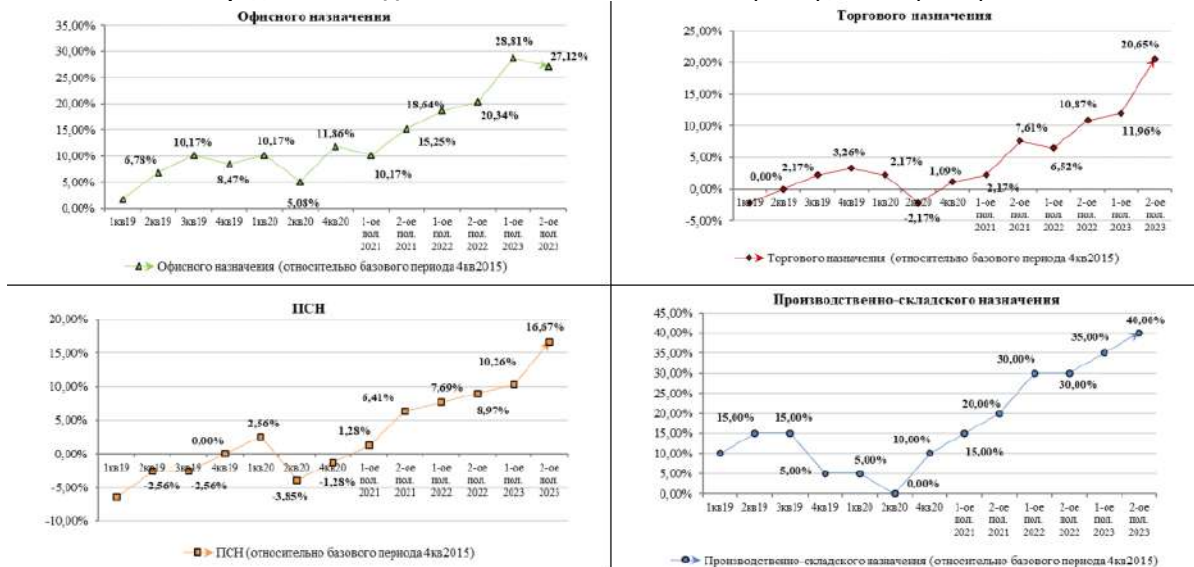 Офисного назначения
35,00%
30,00%
25,00%
20,00%
15,00%
10,00%
5,00%
0,00%
6,78%
10,17%
8,47%
10,17%
5,08%
11,86%
10,17%
15,25%
18,64%
20,34%
28,81%
27,12%
1кв19
2кв19
3кв19
4кв19
1кв20
2кв20
4кв20
1-ое пол. 2021
2-ое пол. 2021
1-ое пол. 2022
2-ое пол. 2022
1-ое пол. 2023
2-ое пол. 2023
Офисного назначения (относительно базового периода 4кв2015)
Торгового назначения
25,00%
20,00%
15,00%
10,00%
5,00%
0,00%
-5,00%
0,00%
2,17%
3,26%
2,17%
-2,17%
1,09%
2,17%
7,61%
6,52%
10,87%
11,96%
20,65%
1кв19
2кв19
3кв19
4кв19
1кв20
2кв20
4кв20
1-ое пол. 2021
2-ое пол. 2021
1-ое пол. 2022
2-ое пол. 2022
1-ое пол. 2023
2-ое пол. 2023
Торгового назначения (относительно базового периода 4кв2015)
ПСН
20,00%
15,00%
10,00%
5,00%
0,00%
-5,00%
-10,00%
-2,56%
-2,56%
0,00%
2,56%
-3,85%
-1,28%
1,28%
6,41%
7,69%
8,97%
10,26%
16,67%
1кв19
2кв19
3кв19
4кв19
1кв20
2кв20
4кв20
1-ое пол. 2021
2-ое пол. 2021
1-ое пол. 2022
2-ое пол. 2022
1-ое пол. 2023
2-ое пол. 2023
ПСН (относительно базового периода 4кв2015)
Производственно-складского назначения
45,00%
40,00%
35,00%
30,00%
25,00%
20,00%
15,00%
10,00%
5,00%
0,00%
15,00%
15,00%
5,00%
5,00%
0,00%
10,00%
15,00%
20,00%
30,00%
30,00%
35,00%
40,00%
1кв19
2кв19
3кв19
4кв19
1кв20
2кв20
4кв20
1-ое пол. 2021
2-ое пол. 2021
1-ое пол. 2022
2-ое пол. 2022
1-ое пол. 2023
2-ое пол. 2023
Производственно-складского назначения (относительно базового периода 4кв2015)